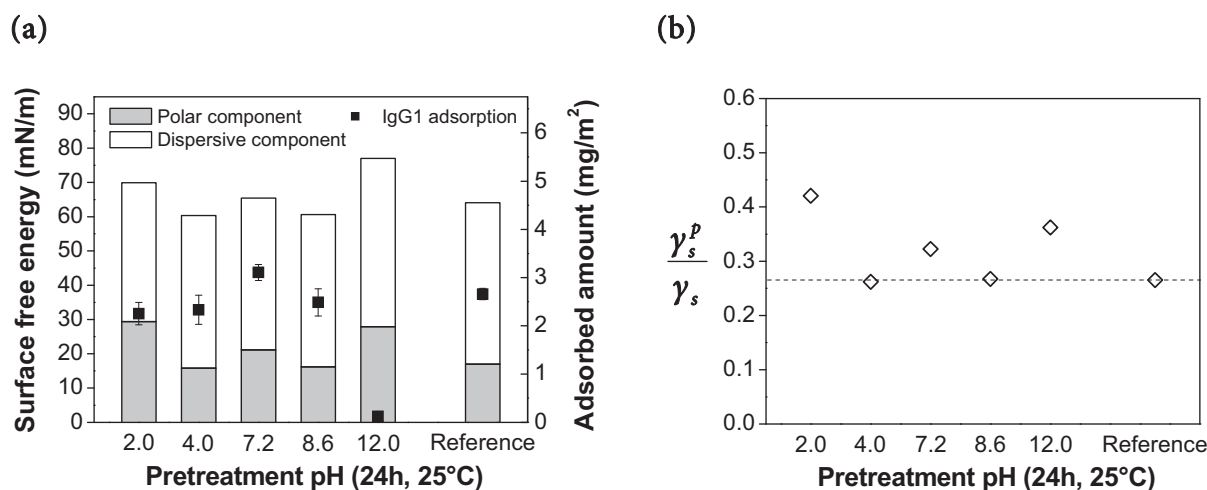 (a)
Surface free energy (mN/m)
90
80
70
60
50
40
30
20
10
0
Polar component
IgG1 adsorption
Dispersive component
6
5
4
3
2
1
0
Adsorbed amount (mg/m²)
2.0 4.0 7.2 8.6 12.0 Reference
Pretreatment pH (24h, 25°C)
(b)
γₛᵖ
γₛ
0.6
0.5
0.4
0.3
0.2
0.1
0.0
2.0 4.0 7.2 8.6 12.0 Reference
Pretreatment pH (24h, 25°C)